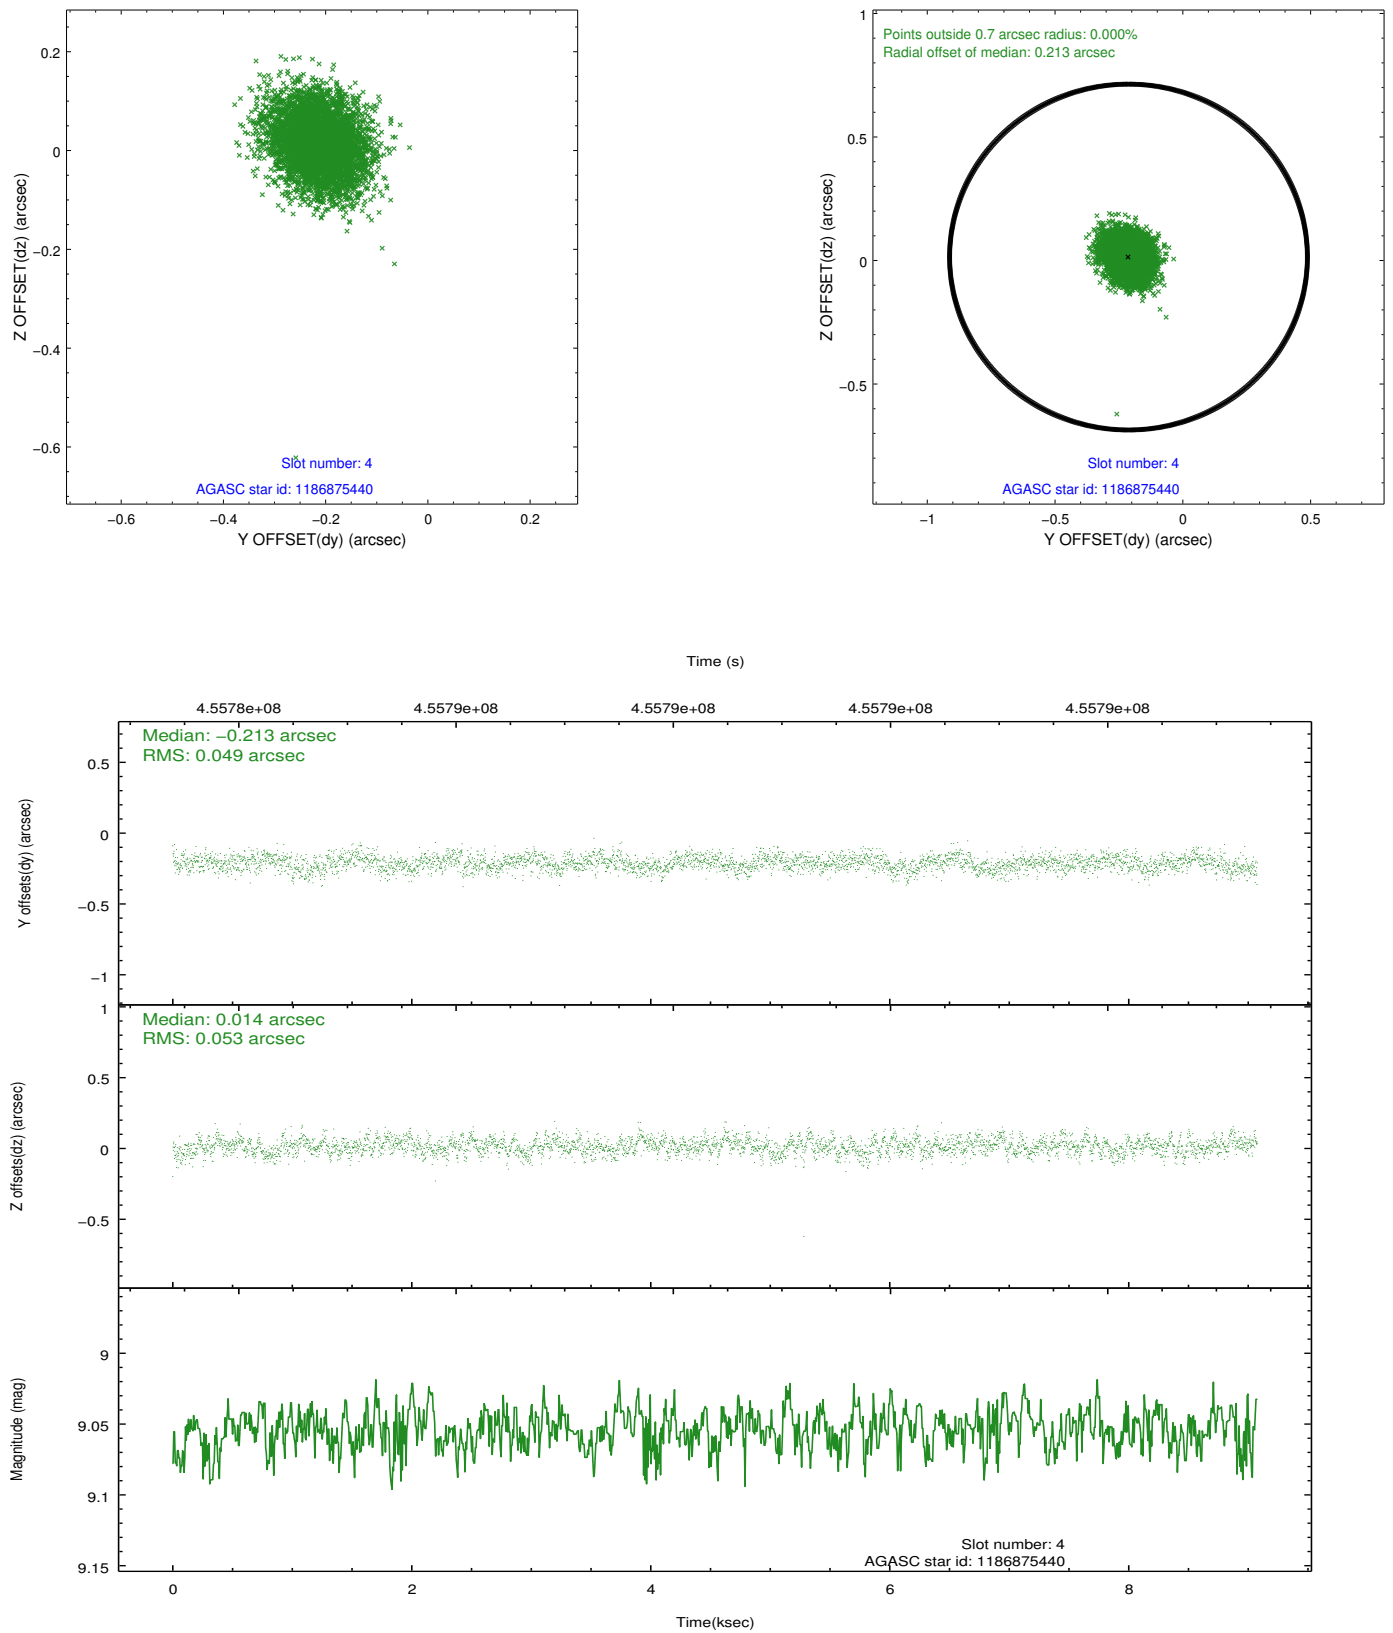 0.2
0
−0.2
−0.4
−0.6
Z OFFSET(dz) (arcsec)
Slot number: 4
AGASC star id: 1186875440
−0.6
−0.4
−0.2
0
0.2
Y OFFSET(dy) (arcsec)
1
0.5
0
−0.5
Z OFFSET(dz) (arcsec)
Points outside 0.7 arcsec radius: 0.000%
Radial offset of median: 0.213 arcsec
Slot number: 4
AGASC star id: 1186875440
−1
−0.5
0
0.5
Y OFFSET(dy) (arcsec)
Time (s)
4.5578e+08
4.5579e+08
4.5579e+08
4.5579e+08
4.5579e+08
Median: −0.213 arcsec
RMS: 0.049 arcsec
0.5
0
−0.5
−1
Y offsets(dy) (arcsec)
Median: 0.014 arcsec
RMS: 0.053 arcsec
1
0.5
0
−0.5
Z offsets(dz) (arcsec)
9
9.05
9.1
9.15
Magnitude (mag)
Slot number: 4
AGASC star id: 1186875440
0
2
4
6
8
Time(ksec)